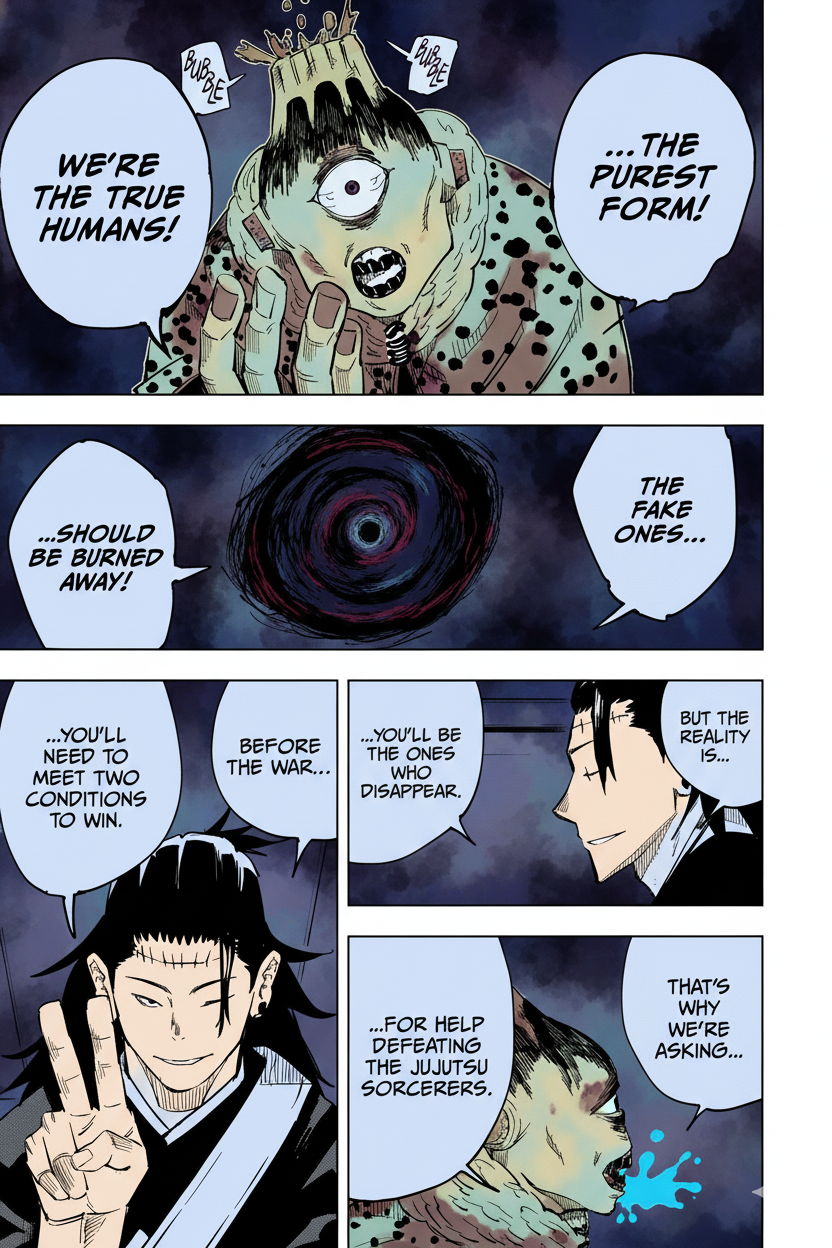 BUBBLE
BUBBLE
...THE
PUREST
FORM!
WE'RE
THE TRUE
HUMANS!
THE
FAKE
ONES...
...SHOULD
BE BURNED
AWAY!
BUT THE
REALITY
IS...
...YOU'LL BE
THE ONES
WHO
DISAPPEAR.
THAT'S
WHY
WE'RE
ASKING...
...FOR HELP
DEFEATING
THE JUJUTSU
SORCERERS.
BEFORE
THE WAR...
...YOU'LL
NEED TO
MEET TWO
CONDITIONS
TO WIN.